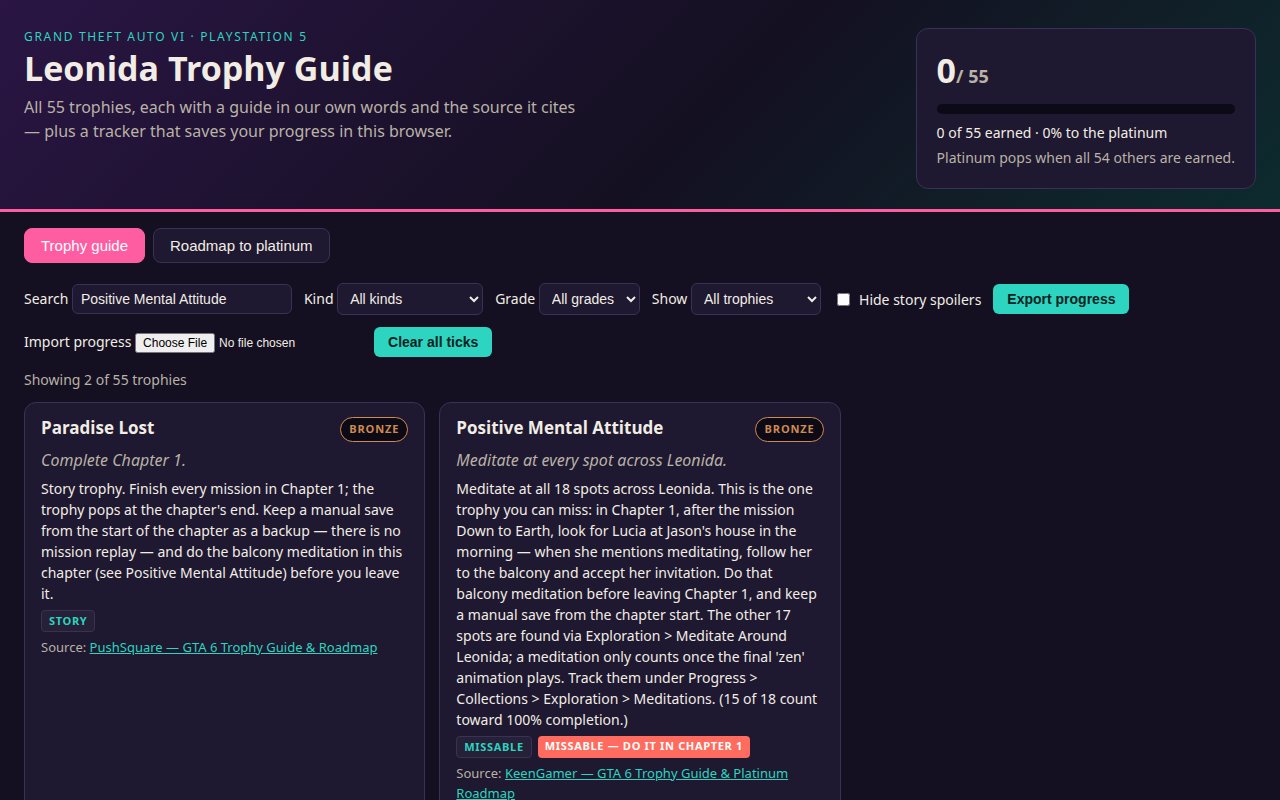 GRAND THEFT AUTO VI · PLAYSTATION 5
Leonida Trophy Guide
All 55 trophies, each with a guide in our own words and the source it cites
— plus a tracker that saves your progress in this browser.
0/ 55
0 of 55 earned · 0% to the platinum
Platinum pops when all 54 others are earned.
Trophy guide
Roadmap to platinum
Search Positive Mental Attitude Kind All kinds Grade All grades Show All trophies Hide story spoilers Export progress
Import progress Choose File No file chosen Clear all ticks
Showing 2 of 55 trophies
Paradise Lost
BRONZE
Complete Chapter 1.
Story trophy. Finish every mission in Chapter 1; the
trophy pops at the chapter's end. Keep a manual save
from the start of the chapter as a backup — there is no
mission replay — and do the balcony meditation in this
chapter (see Positive Mental Attitude) before you leave
it.
STORY
Source: PushSquare — GTA 6 Trophy Guide & Roadmap
Positive Mental Attitude
BRONZE
Meditate at every spot across Leonida.
Meditate at all 18 spots across Leonida. This is the one
trophy you can miss: in Chapter 1, after the mission
Down to Earth, look for Lucia at Jason's house in the
morning — when she mentions meditating, follow her
to the balcony and accept her invitation. Do that
balcony meditation before leaving Chapter 1, and keep
a manual save from the chapter start. The other 17
spots are found via Exploration > Meditate Around
Leonida; a meditation only counts once the final 'zen'
animation plays. Track them under Progress >
Collections > Exploration > Meditations. (15 of 18 count
toward 100% completion.)
MISSABLE
MISSABLE — DO IT IN CHAPTER 1
Source: KeenGamer — GTA 6 Trophy Guide & Platinum
Roadmap